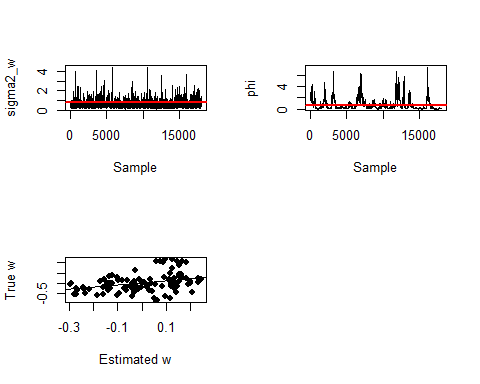 sigma2_w
0 2 4
0 5000 15000
Sample
phi
0 4
0 5000 15000
Sample
True w
-0.5
-0.3 -0.1 0.1
Estimated w